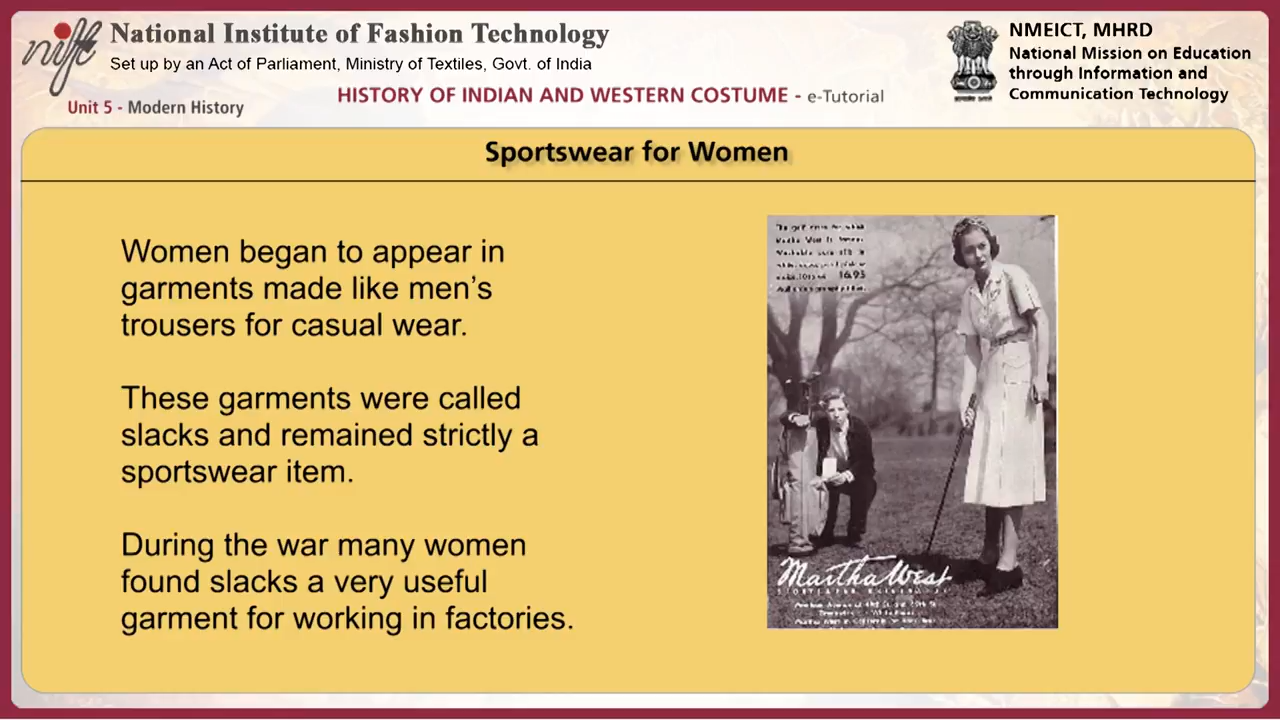 nift
National Institute of Fashion Technology
Set up by an Act of Parliament, Ministry of Textiles, Govt. of India
Unit 5 - Modern History
HISTORY OF INDIAN AND WESTERN COSTUME - e-Tutorial
NMEICT, MHRD
National Mission on Education
through Information and
Communication Technology
Sportswear for Women
Women began to appear in
garments made like men’s
trousers for casual wear.
These garments were called
slacks and remained strictly a
sportswear item.
During the war many women
found slacks a very useful
garment for working in factories.
16.95
Martha West